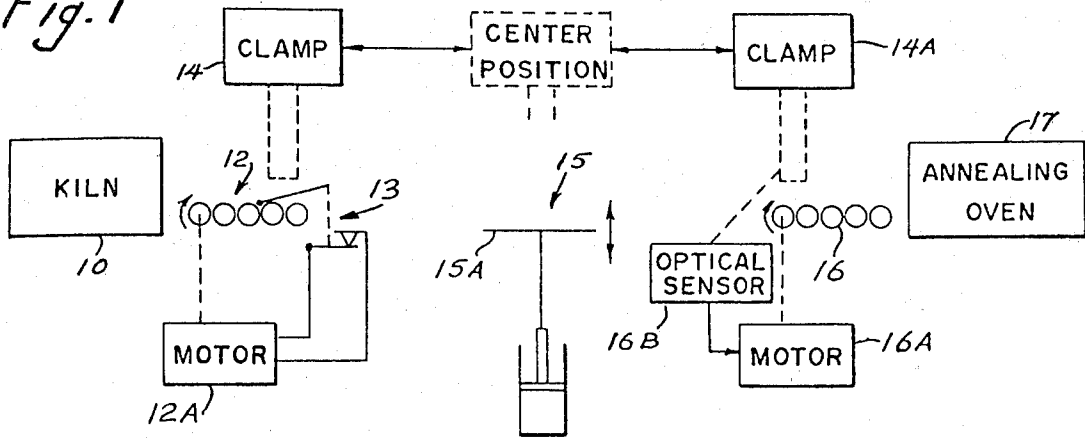 Fig. 1
CLAMP
14
CENTER
POSITION
CLAMP
14A
KILN
10
12
13
15
15A
17
ANNEALING
OVEN
16
OPTICAL
SENSOR
16B
MOTOR
12A
MOTOR
16A